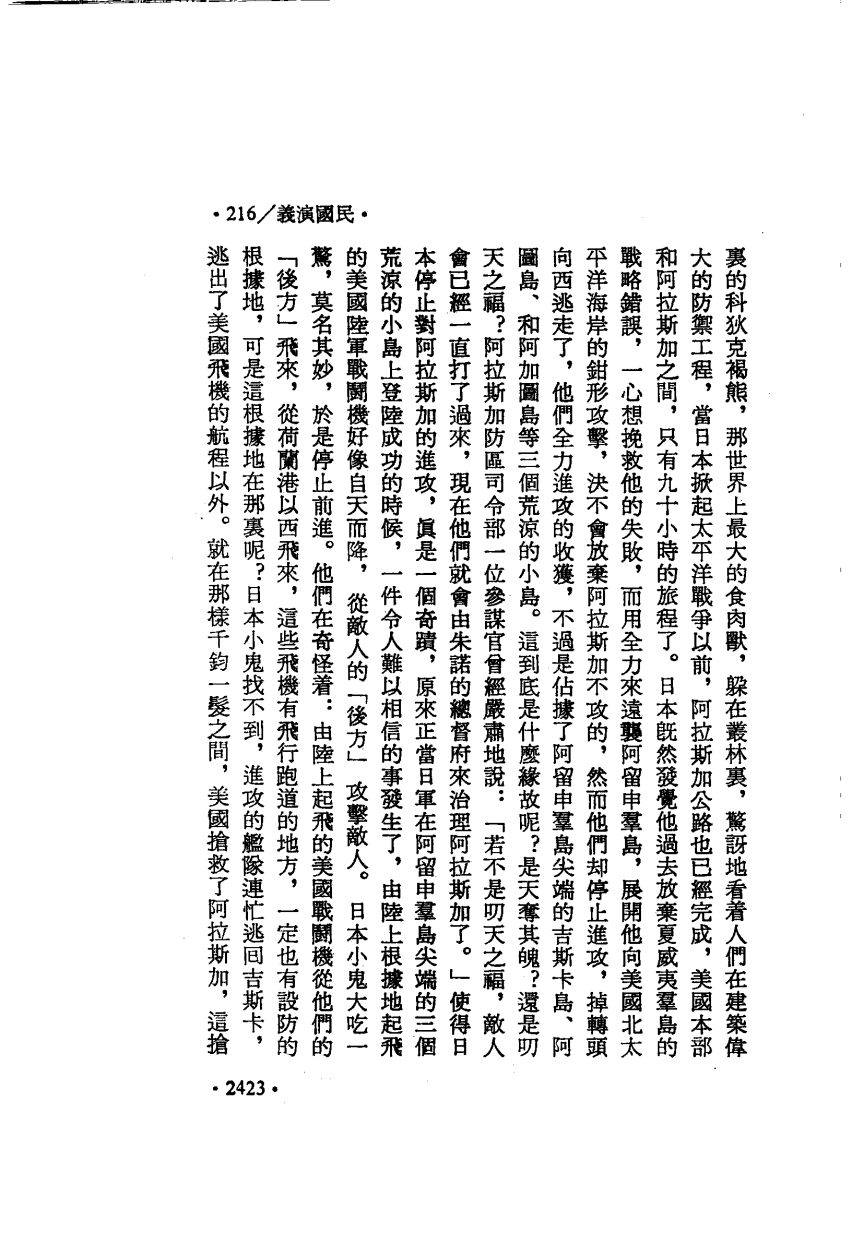 •216/義演國民•
裏的科狄克褐熊，那世界上最大的食肉獸，躱在叢林裏，驚訝地看着人們在建築偉
大的防禦工程，當日本掀起太平洋戰爭以前，阿拉斯加公路也已經完成，美國本部
和阿拉斯加之間，只有九十小時的旅程了。日本旣然發覺他過去放棄夏威夷羣島的
戰略錯誤，一心想挽救他的失敗，而用全力來遠襲阿留申羣島，展開他向美國北太
平洋海岸的鉗形攻擊，決不會放棄阿拉斯加不攻的，然而他們却停止進攻，掉轉頭
向西逃走了，他們全力進攻的收獲，不過是佔據了阿留申羣島尖端的吉斯卡島、阿
圖島、和阿加圖島等三個荒涼的小島。這到底是什麼緣故呢？是天奪其魄？還是叨
天之福？阿拉斯加防區司令部一位參謀官曾經嚴肅地說：「若不是叨天之福，敵人
會已經一直打了過來，現在他們就會由朱諾的總督府來治理阿拉斯加了。」使得日
本停止對阿拉斯加的進攻，眞是一個奇蹟，原來正當日軍在阿留申羣島尖端的三個
荒涼的小島上登陸成功的時候，一件令人難以相信的事發生了，由陸上根據地起飛
的美國陸軍戰鬪機好像自天而降，從敵人的「後方」攻擊敵人。日本小鬼大吃一
驚，莫名其妙，於是停止前進。他們在奇怪着：由陸上起飛的美國戰鬪機從他們的
「後方」飛來，從荷蘭港以西飛來，這些飛機有飛行跑道的地方，一定也有設防的
根據地，可是這根據地在那裏呢？日本小鬼找不到，進攻的艦隊連忙逃回吉斯卡，
逃出了美國飛機的航程以外。就在那樣千鈞一髮之間，美國搶救了阿拉斯加，這搶
•2423•